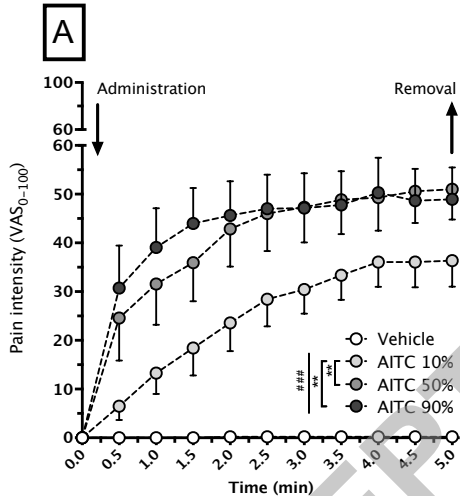 A
100
Administration
Removal
60
60
50
40
30
20
10
0
Pain intensity (VAS0–100)
Vehicle
AITC 10%
AITC 50%
AITC 90%
###
**
**
0.0 0.5 1.0 1.5 2.0 2.5 3.0 3.5 4.0 4.5 5.0
Time (min)
EPT